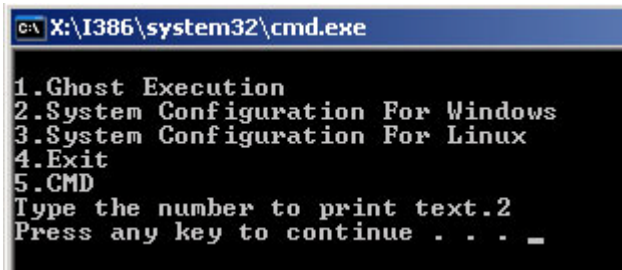 X:\I386\system32\cmd.exe
1.Ghost Execution
2.System Configuration For Windows
3.System Configuration For Linux
4.Exit
5.CMD
Type the number to print text.2
Press any key to continue . . . _